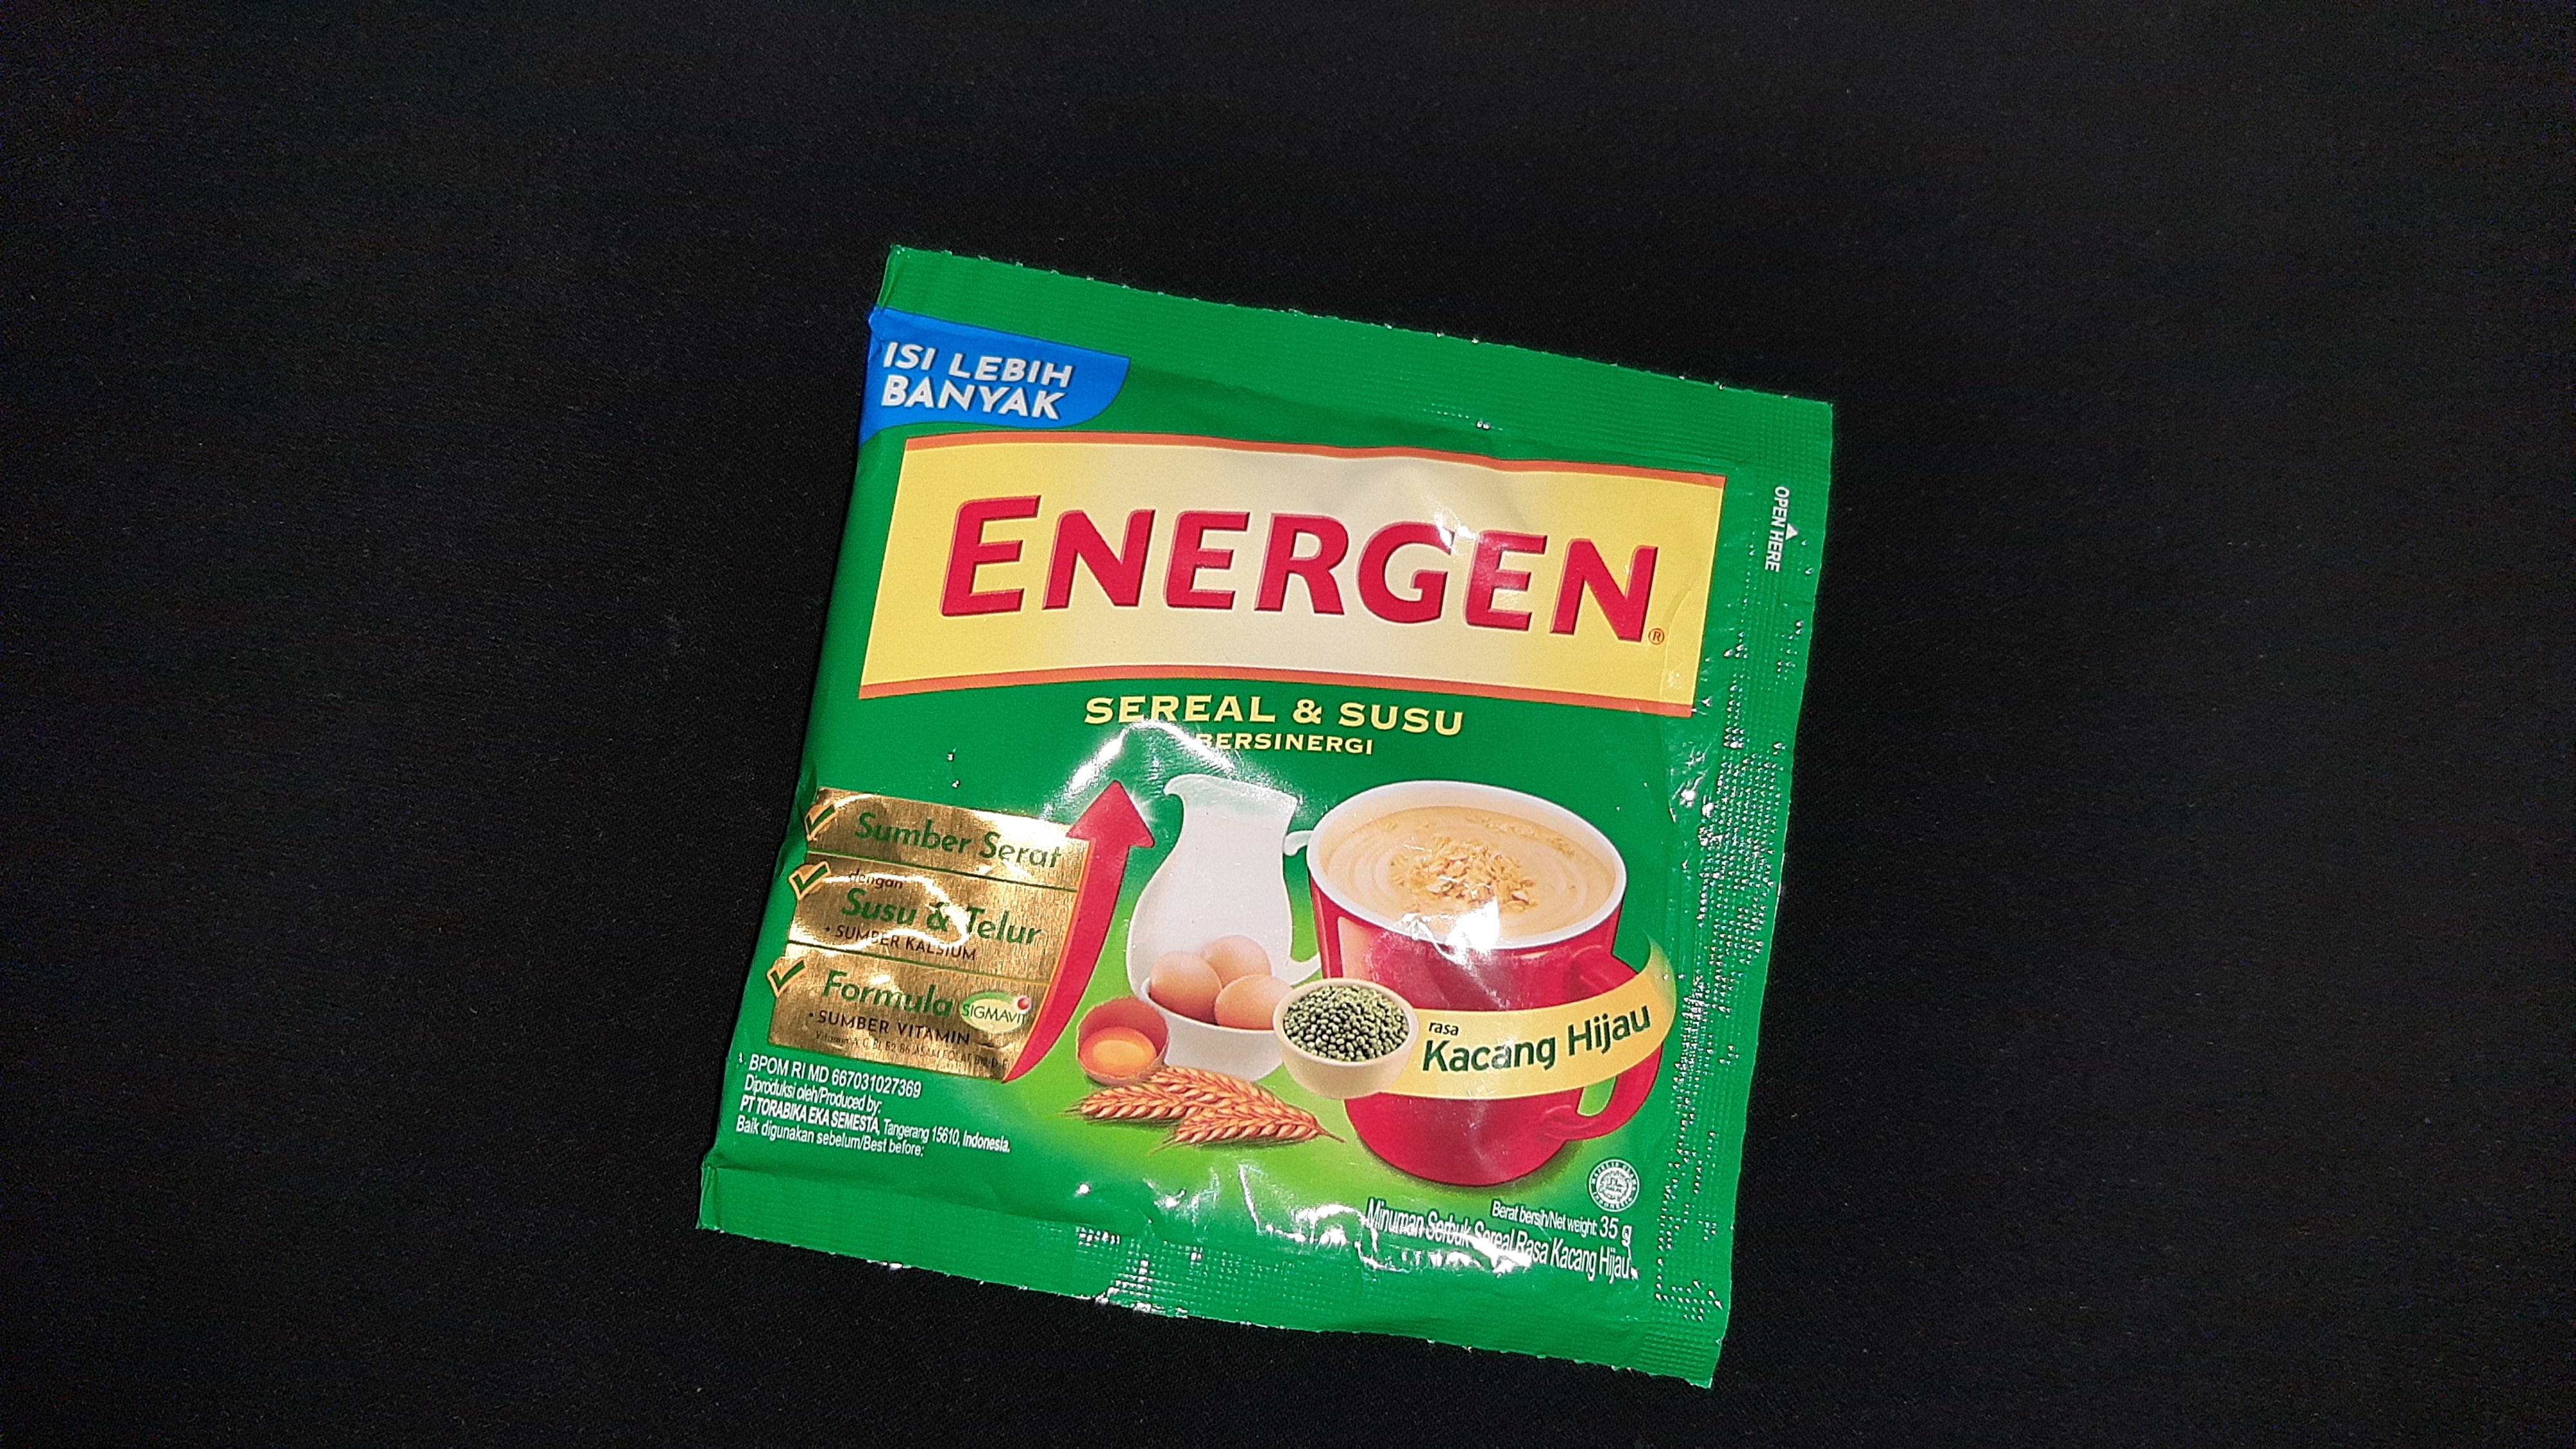 ISI LEBIH
BANYAK
ENERGEN®
SEREAL & SUSU
BERSINERGI
Sumber Serat
dengan
Susu & Telur
• SUMBER KALSIUM
Formula SIGMAVIT
• SUMBER VITAMIN
rasa
Kacang Hijau
BPOM RI MD 667031027369
Diproduksi oleh/Produced by:
PT TORABIKA EKA SEMESTA, Tangerang 15610, Indonesia.
Baik digunakan sebelum/Best before:
Berat bersih/Net weight: 35 g
Minuman Serbuk Sereal Rasa Kacang Hijau
OPEN HERE